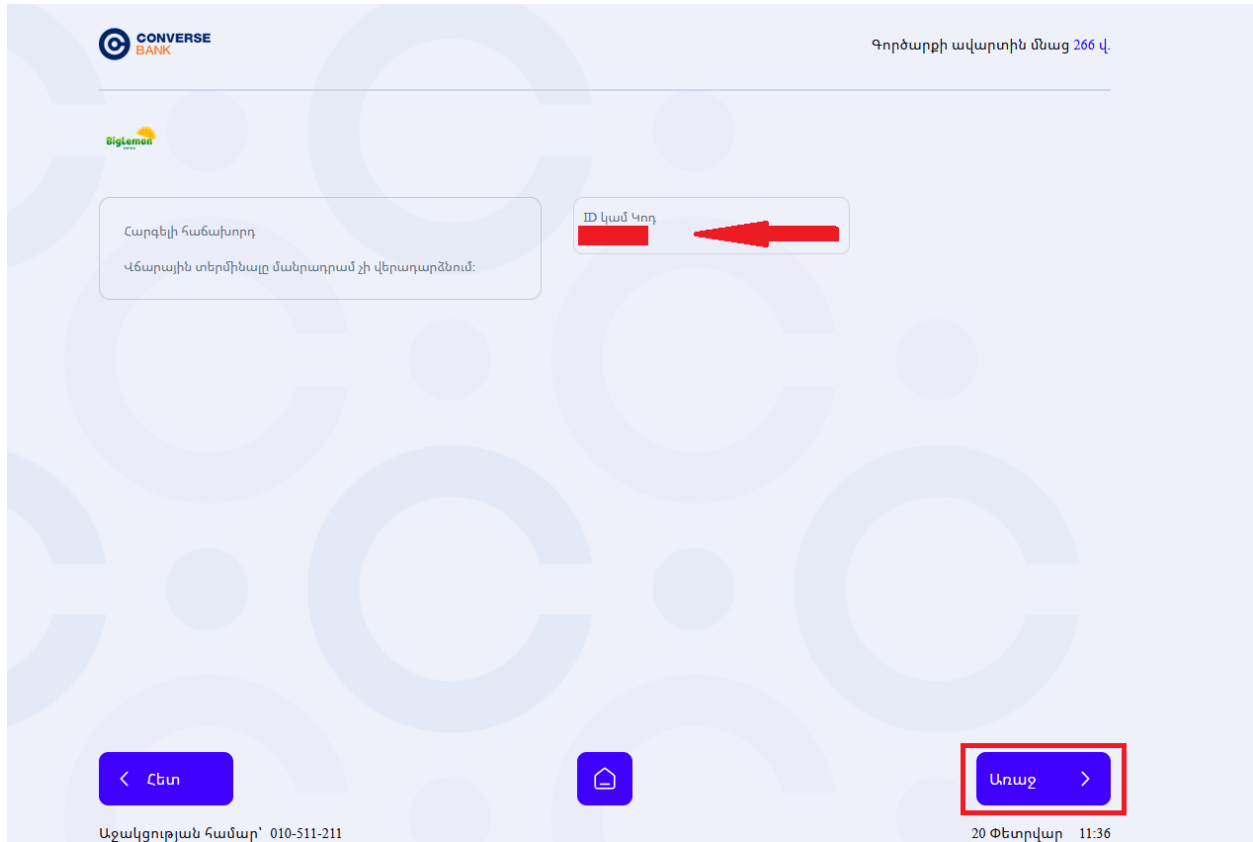 CONVERSE
BANK
Գործարքի ավարտին մնաց 266 վ.
BigLemon
Հարգելի հաճախորդ
Վճարային տերմինալը մանրադրամ չի վերադարձնում:
ID կամ Կոդ
Հետ
Առաջ
Աջակցության համար՝ 010-511-211
20 Փետրվար 11:36